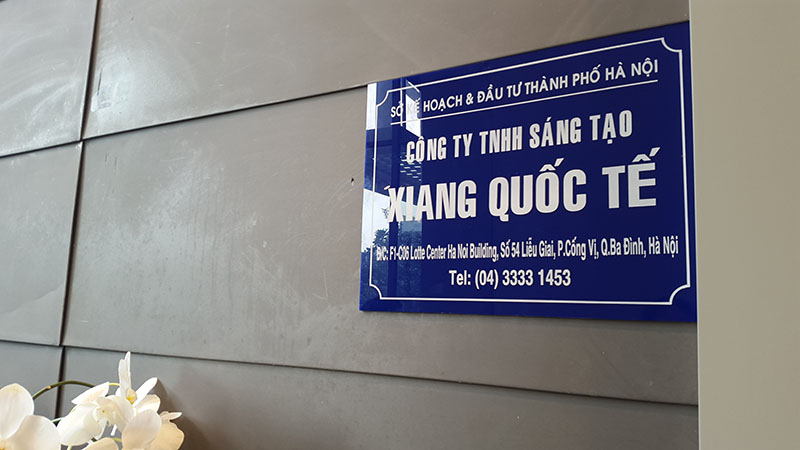 SỞ KẾ HOẠCH & ĐẦU TƯ THÀNH PHỐ HÀ NỘI
CÔNG TY TNHH SÁNG TẠO
XIANG QUỐC TẾ
Đ/C: F1-C06 Lotte Center Ha Noi Building, Số 54 Liễu Giai, P.Cống Vị, Q.Ba Đình, Hà Nội
Tel: (04) 3333 1453